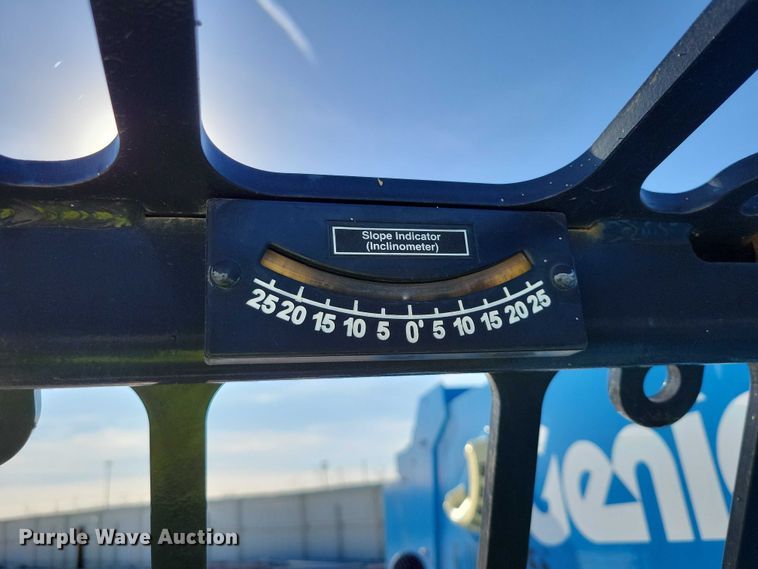 Slope Indicator
(Inclinometer)
25 20 15 10 5 0° 5 10 15 20 25
Genie
Purple Wave Auction